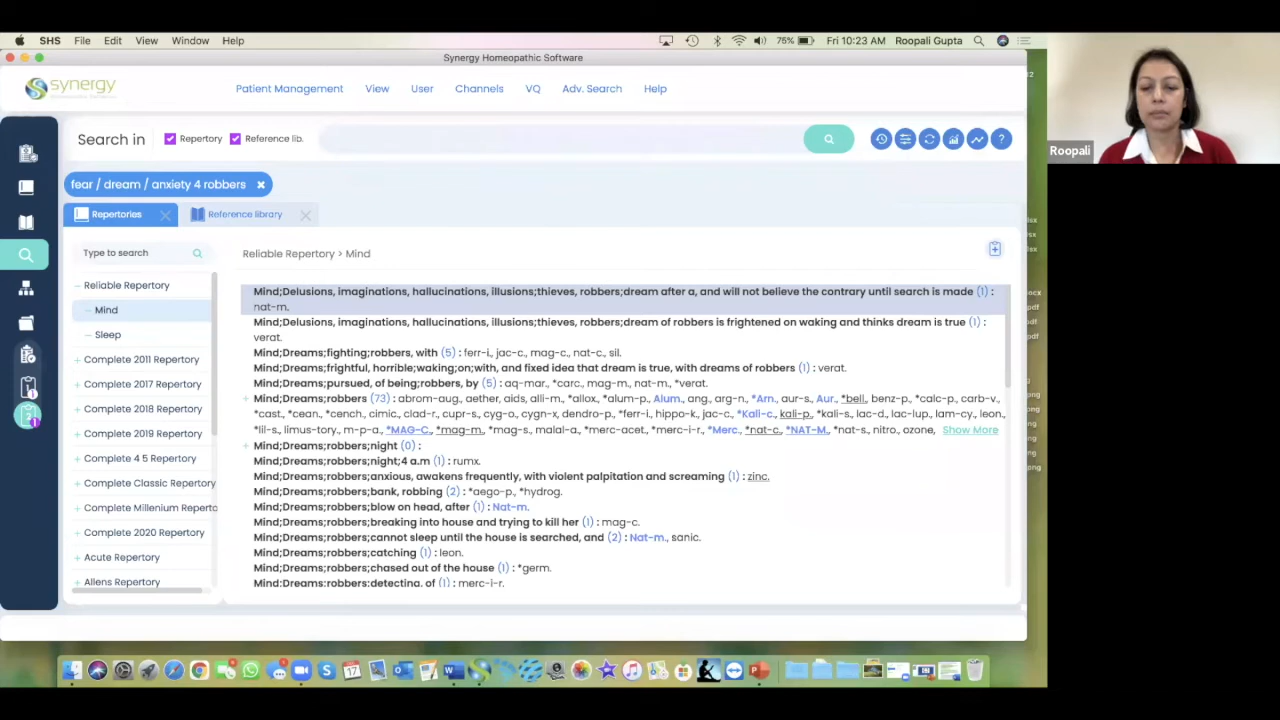 SHS File Edit View Window Help 75% Fri 10:23 AM Roopali Gupta
Synergy Homeopathic Software
synergy
Patient Management View User Channels VQ Adv. Search Help
Search in Repertory Reference lib. ?
fear / dream / anxiety 4 robbers ×
Repertories Reference library
Type to search
Reliable Repertory
Mind
Sleep
Complete 2011 Repertory
Complete 2017 Repertory
Complete 2018 Repertory
Complete 2019 Repertory
Complete 4 5 Repertory
Complete Classic Repertory
Complete Millenium Reperto
Complete 2020 Repertory
Acute Repertory
Allens Repertory
Reliable Repertory > Mind
Mind;Delusions, imaginations, hallucinations, illusions;thieves, robbers;dream after a, and will not believe the contrary until search is made (1) :
nat-m.
Mind;Delusions, imaginations, hallucinations, illusions;thieves, robbers;dream of robbers is frightened on waking and thinks dream is true (1) :
verat.
Mind;Dreams;fighting;robbers, with (5) : ferr-i., jac-c., mag-c., nat-c., sil.
Mind;Dreams;frightful, horrible;waking;on;with, and fixed idea that dream is true, with dreams of robbers (1) : verat.
Mind;Dreams;pursued, of being;robbers, by (5) : aq-mar., *carc., mag-m., nat-m., *verat.
Mind;Dreams;robbers (73) : abrom-aug., aether, aids, alli-m., *allox., *alum-p., Alum., ang., arg-n., *Arn., aur-s., Aur., *bell., benz-p., *calc-p., carb-v.,
*cast., *cean., *cench., cimic., clad-r., cupr-s., cyg-o., cygn-x., dendro-p., *ferr-i., hippo-k., jac-c., *Kali-c., kali-p., *kali-s., lac-d., lac-lup., lam-cy., leon.,
*lil-s., limus-tory., m-p-a., *MAG-C., *mag-m., *mag-s., malal-a., *merc-acet., *merc-i-r., *Merc., *nat-c., *NAT-M., *nat-s., nitro., ozone, Show More
Mind;Dreams;robbers;night (0) :
Mind;Dreams;robbers;night;4 a.m (1) : rumx.
Mind;Dreams;robbers;anxious, awakens frequently, with violent palpitation and screaming (1) : zinc.
Mind;Dreams;robbers;bank, robbing (2) : *aego-p., *hydrog.
Mind;Dreams;robbers;blow on head, after (1) : Nat-m.
Mind;Dreams;robbers;breaking into house and trying to kill her (1) : mag-c.
Mind;Dreams;robbers;cannot sleep until the house is searched, and (2) : Nat-m., sanic.
Mind;Dreams;robbers;catching (1) : leon.
Mind;Dreams;robbers;chased out of the house (1) : *germ.
Mind;Dreams;robbers;detecting, of (1) : merc-i-r.
Roopali